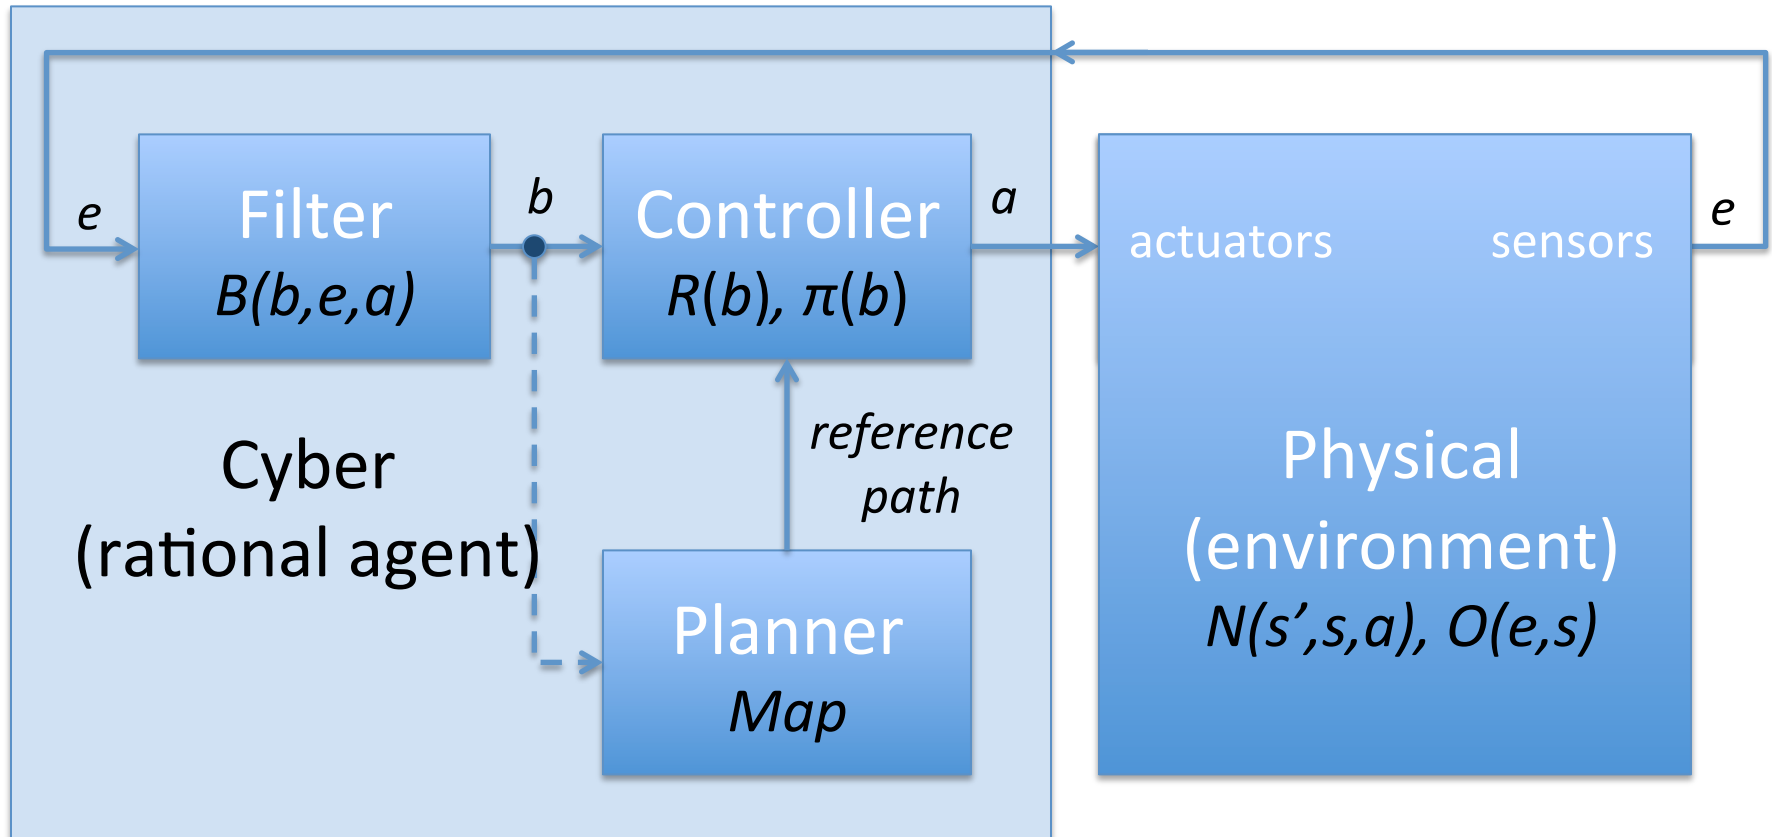 e
Filter
B(b,e,a)
b
Controller
R(b), π(b)
a
actuators
sensors
e
Cyber
(rational agent)
reference
path
Planner
Map
Physical
(environment)
N(s’,s,a), O(e,s)